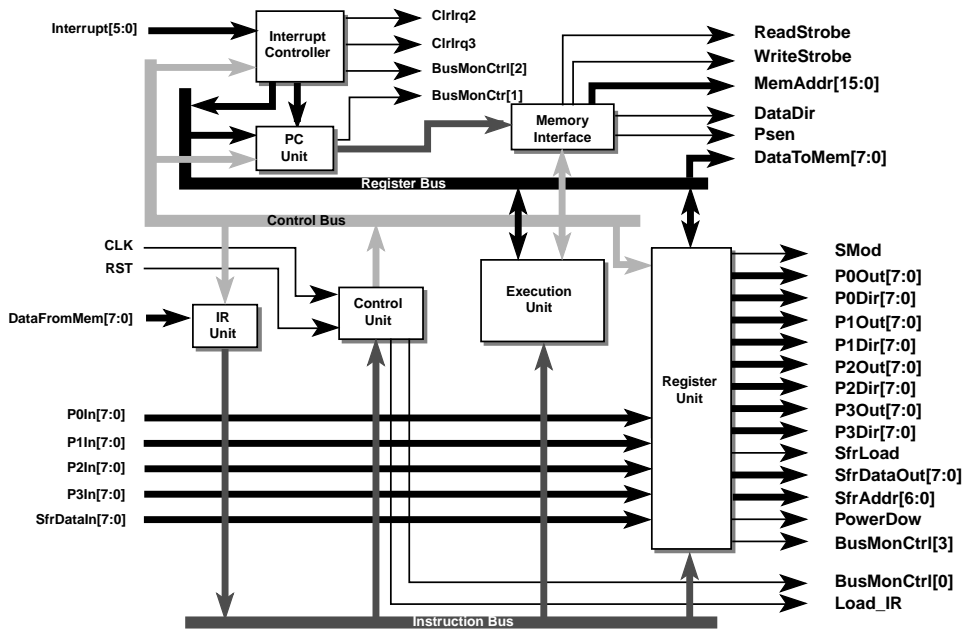 Interrupt[5:0]
Interrupt
Controller
ClrIrq2
ClrIrq3
BusMonCtrl[2]
BusMonCtr[1]
PC
Unit
Memory
Interface
ReadStrobe
WriteStrobe
MemAddr[15:0]
DataDir
Psen
DataToMem[7:0]
Register Bus
Control Bus
CLK
RST
DataFromMem[7:0]
IR
Unit
Control
Unit
Execution
Unit
Register
Unit
P0In[7:0]
P1In[7:0]
P2In[7:0]
P3In[7:0]
SfrDataIn[7:0]
SMod
P0Out[7:0]
P0Dir[7:0]
P1Out[7:0]
P1Dir[7:0]
P2Out[7:0]
P2Dir[7:0]
P3Out[7:0]
P3Dir[7:0]
SfrLoad
SfrDataOut[7:0]
SfrAddr[6:0]
PowerDow
BusMonCtrl[3]
BusMonCtrl[0]
Load_IR
Instruction Bus